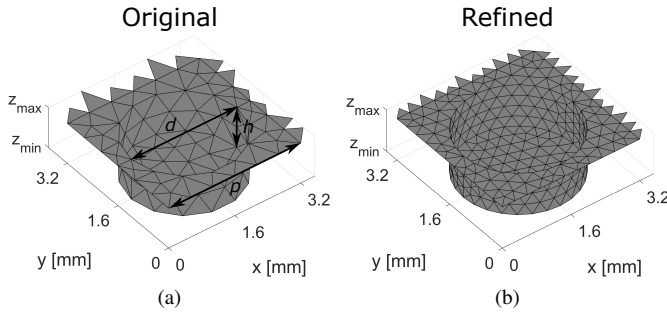 Original
Refined
z_max
z_min
3.2
1.6
0
y [mm]
0
1.6
3.2
x [mm]
d
h
p
(a)
z_max
z_min
3.2
1.6
0
y [mm]
0
1.6
3.2
x [mm]
(b)